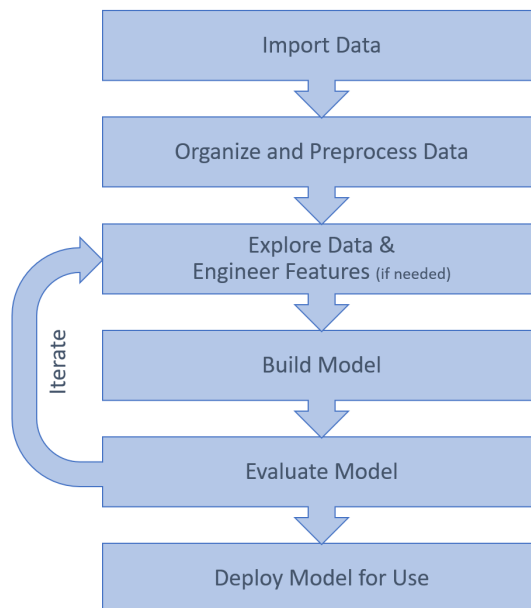 Import Data
Organize and Preprocess Data
Explore Data &
Engineer Features (if needed)
Iterate
Build Model
Evaluate Model
Deploy Model for Use